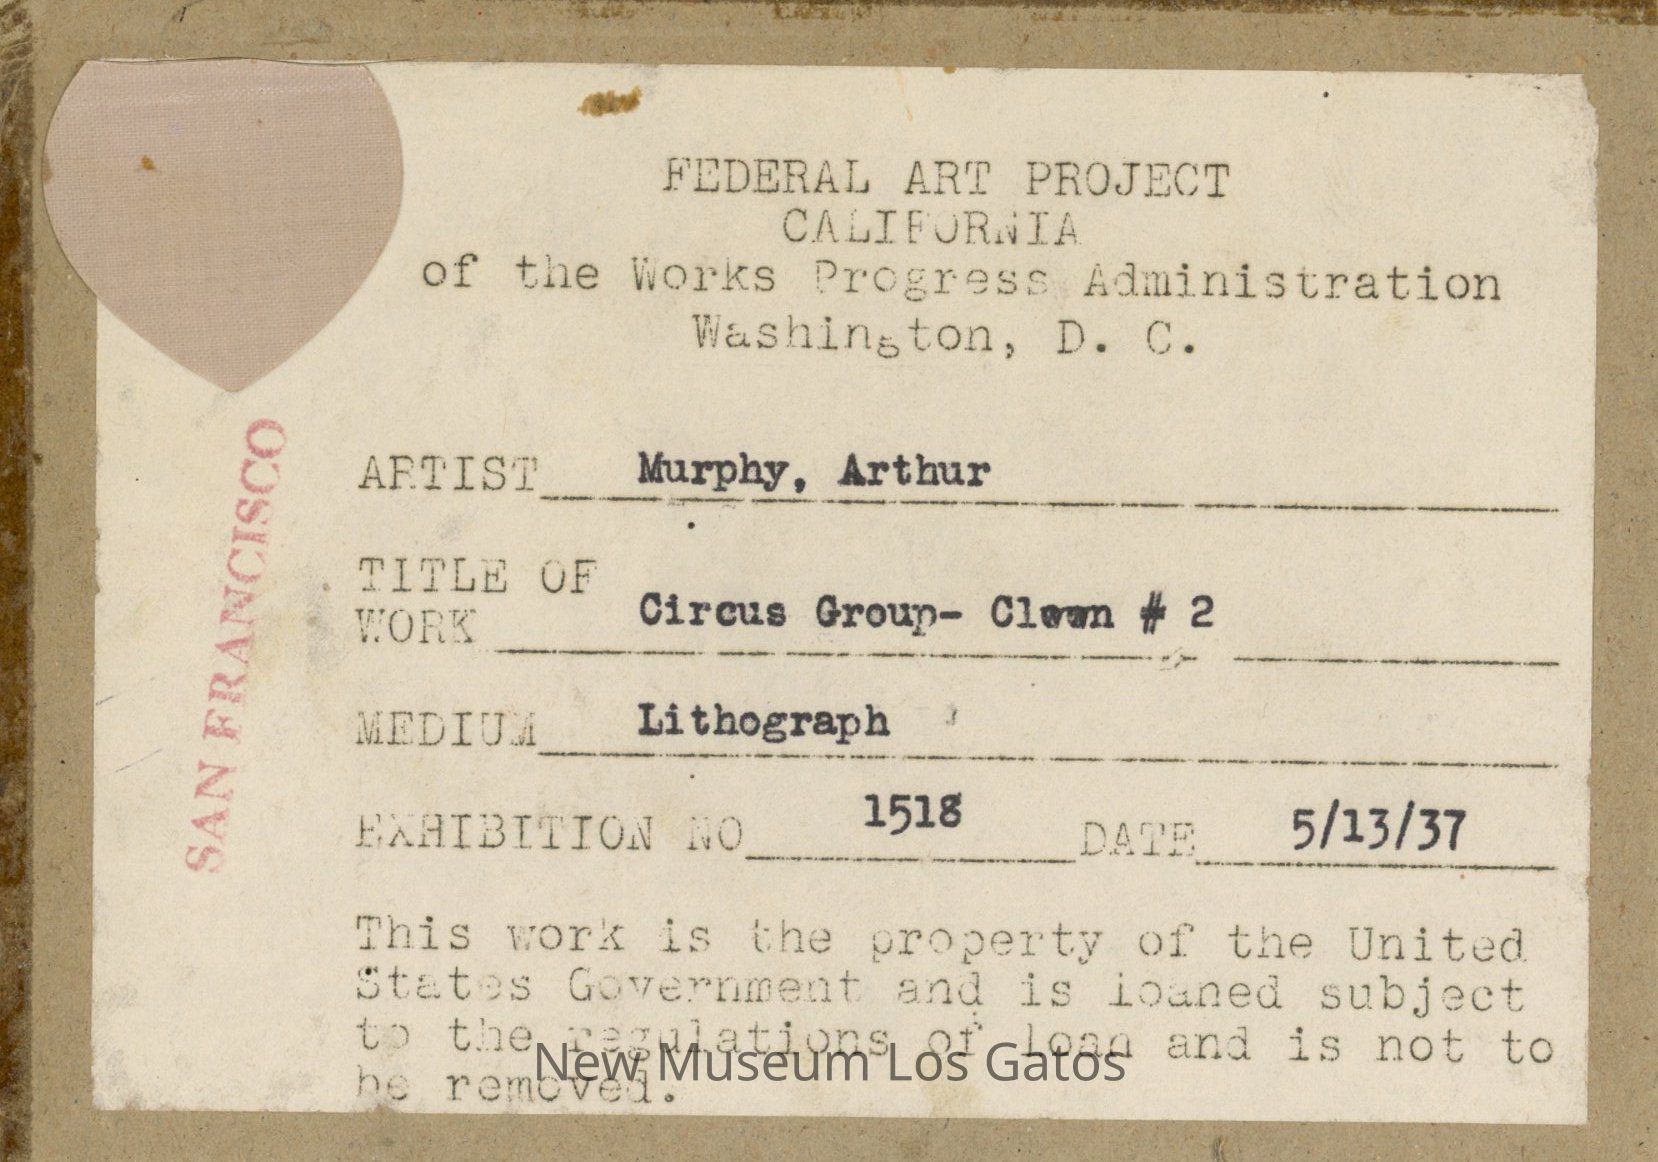 FEDERAL ART PROJECT
CALIFORNIA
of the Works Progress Administration
Washington, D. C.
SAN FRANCISCO
ARTIST Murphy, Arthur
TITLE OF
WORK Circus Group- Clown # 2
MEDIUM Lithograph
EXHIBITION NO 1518 DATE 5/13/37
This work is the property of the United
States Government and is loaned subject
to the regulations of loan and is not to
be removed.
New Museum Los Gatos